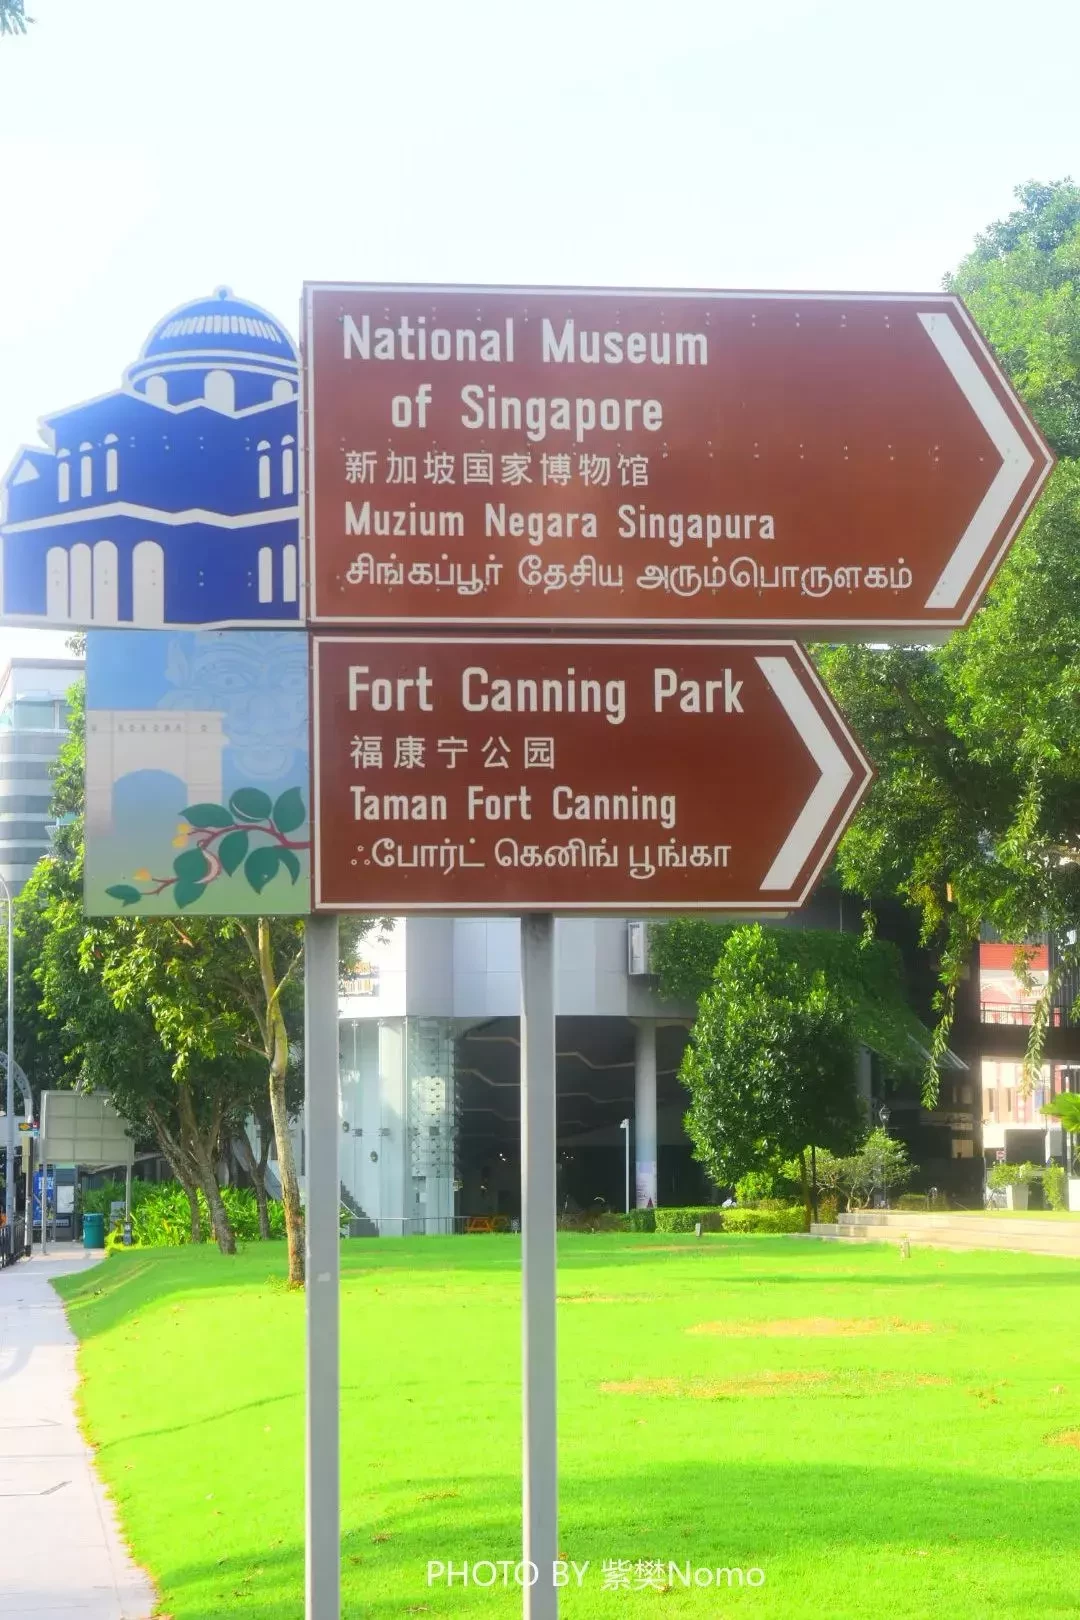 National Museum
of Singapore
新加坡国家博物馆
Muzium Negara Singapura
சிங்கப்பூர் தேசிய அரும்பொருளகம்
Fort Canning Park
福康宁公园
Taman Fort Canning
ஃபோர்ட் கெனிங் பூங்கா
PHOTO BY 紫樊Nomo